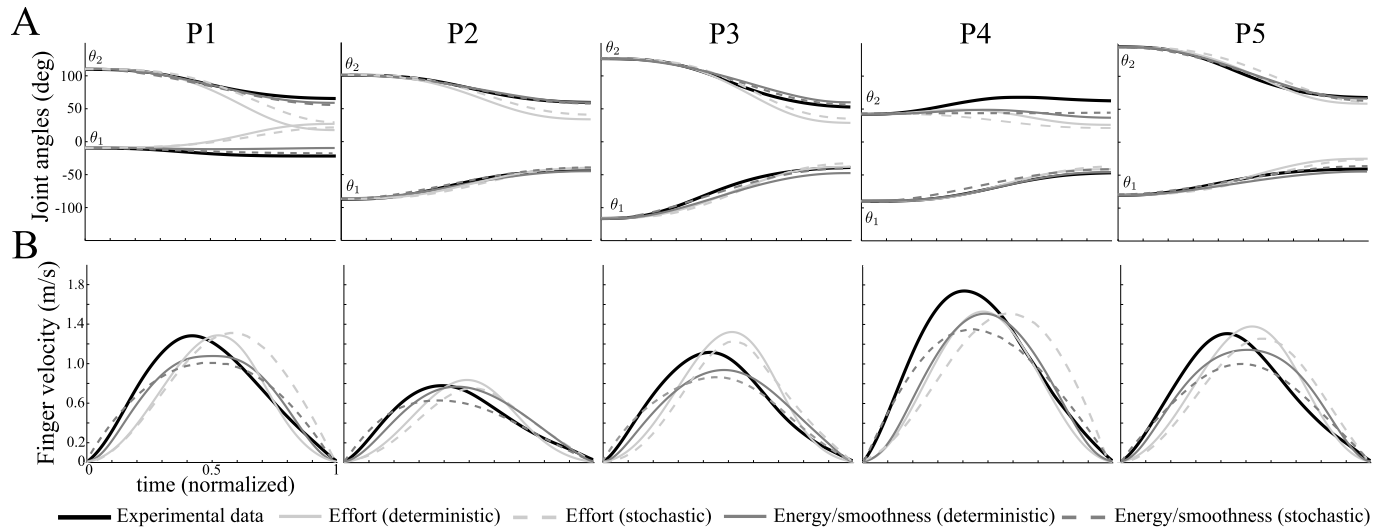 A
P1 P2 P3 P4 P5
Joint angles (deg)
100
50
0
-50
-100
θ2
θ1
θ2
θ1
θ2
θ1
θ2
θ1
θ2
θ1
B
Finger velocity (m/s)
1.8
1.4
1.0
0.6
0.2
0
0 0.5 1
time (normalized)
Experimental data Effort (deterministic) Effort (stochastic) Energy/smoothness (deterministic) Energy/smoothness (stochastic)